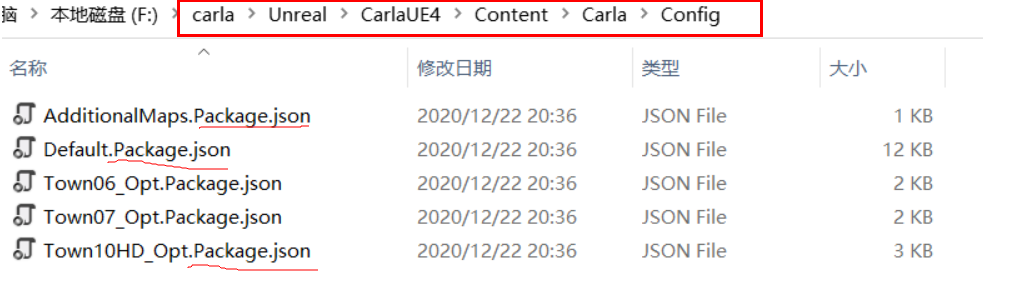 脑 > 本地磁盘 (F:) > carla > Unreal > CarlaUE4 > Content > Carla > Config
名称 修改日期 类型 大小
AdditionalMaps.Package.json 2020/12/22 20:36 JSON File 1 KB
Default.Package.json 2020/12/22 20:36 JSON File 12 KB
Town06_Opt.Package.json 2020/12/22 20:36 JSON File 2 KB
Town07_Opt.Package.json 2020/12/22 20:36 JSON File 2 KB
Town10HD_Opt.Package.json 2020/12/22 20:36 JSON File 3 KB